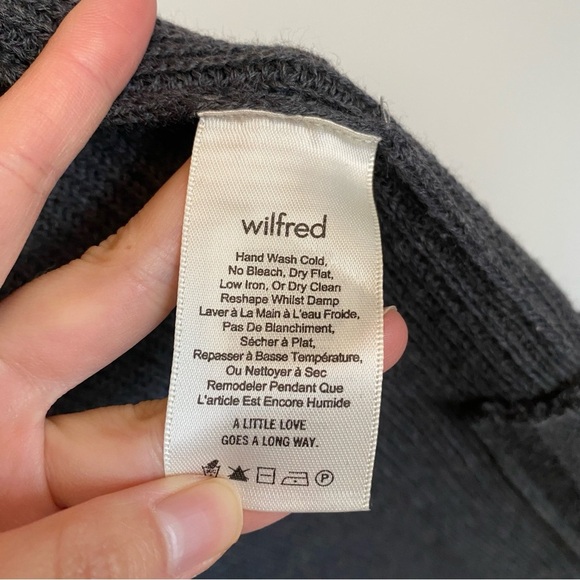 wilfred
Hand Wash Cold,
No Bleach, Dry Flat,
Low Iron, Or Dry Clean
Reshape Whilst Damp
Laver à La Main à L'eau Froide,
Pas De Blanchiment,
Sécher à Plat,
Repasser à Basse Température,
Ou Nettoyer à Sec
Remodeler Pendant Que
L'article Est Encore Humide
A LITTLE LOVE
GOES A LONG WAY.
P